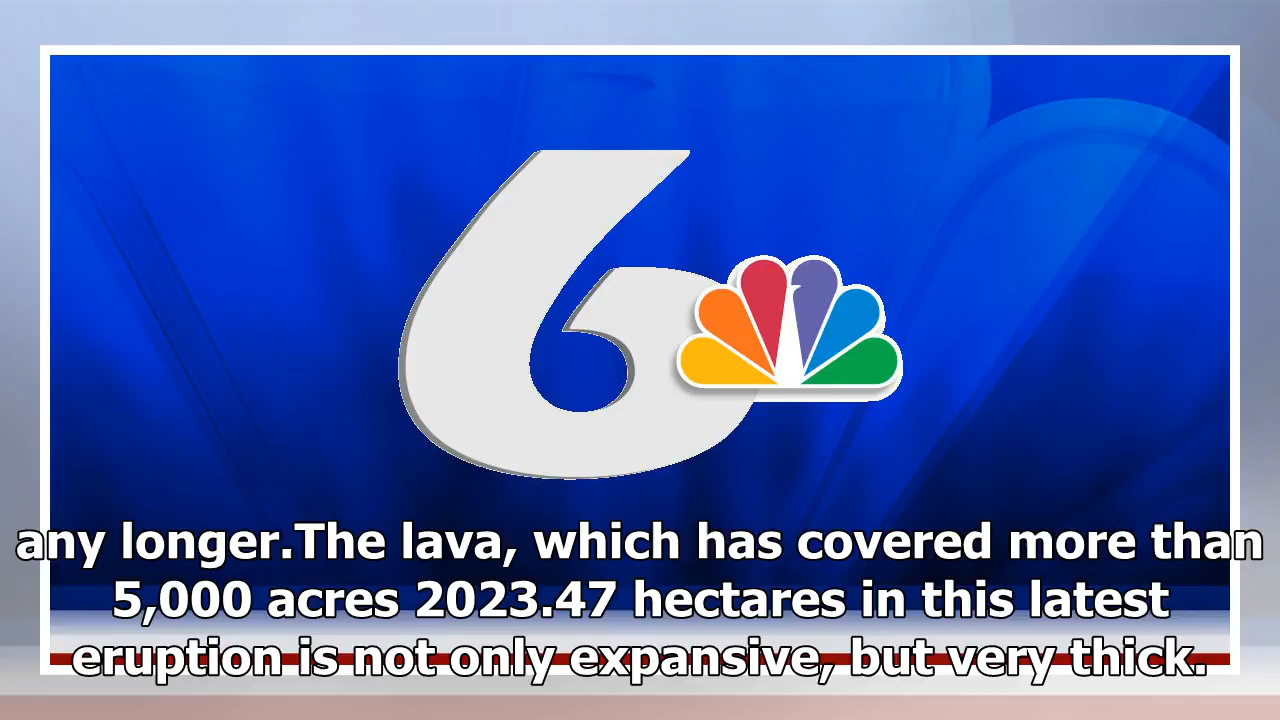 6
any longer.The lava, which has covered more than
5,000 acres 2023.47 hectares in this latest
eruption is not only expansive, but very thick.